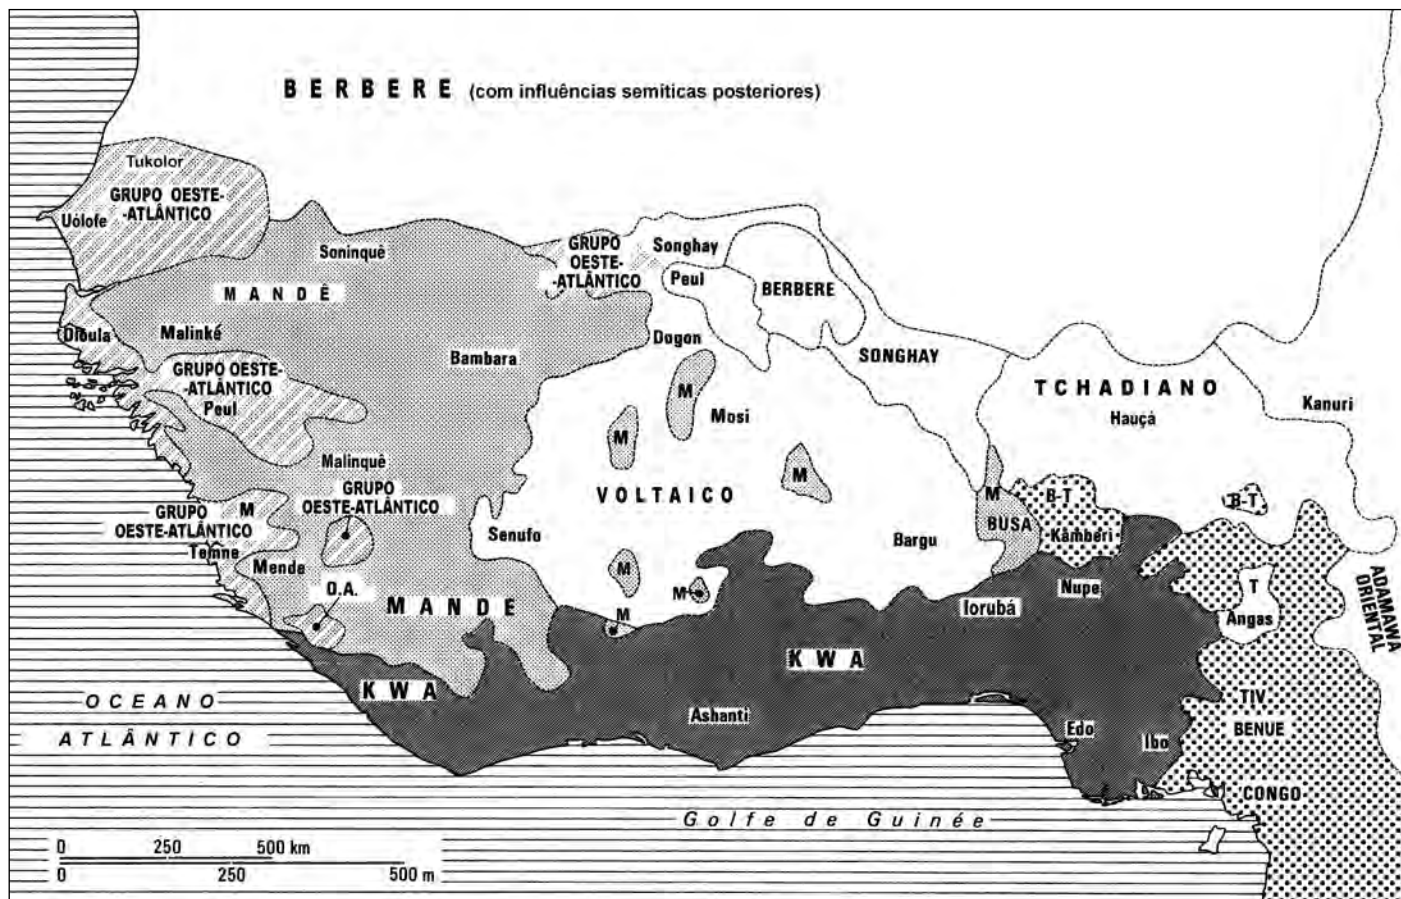 BERBERE (com influências semíticas posteriores)
Tukolor
GRUPO OESTE-
-ATLÂNTICO
Uólofe
Soninquê
MANDÊ
GRUPO
OESTE-
-ATLÂNTICO
Songhay
Peul
BERBERE
Dioula
Malinké
Bambara
Dogon
SONGHAY
GRUPO OESTE-
-ATLÂNTICO
Peul
M
Mosi
TCHADIANO
Hauçá
Kanuri
Malinquê
M
M
VOLTAICO
GRUPO
OESTE-ATLÂNTICO
M
GRUPO
OESTE-ATLÂNTICO
Temne
Mende
Senufo
Bargu
M
BUSA
B-T
Kamberi
B-T
O.A.
MANDE
M
M
M
Iorubá
Nupe
T
Angas
ADAMAWA
ORIENTAL
KWA
KWA
Ashanti
Edo
Ibo
TIV
BENUE
CONGO
OCEANO
ATLÂNTICO
Golfe de Guinée
0 250 500 km
0 250 500 m